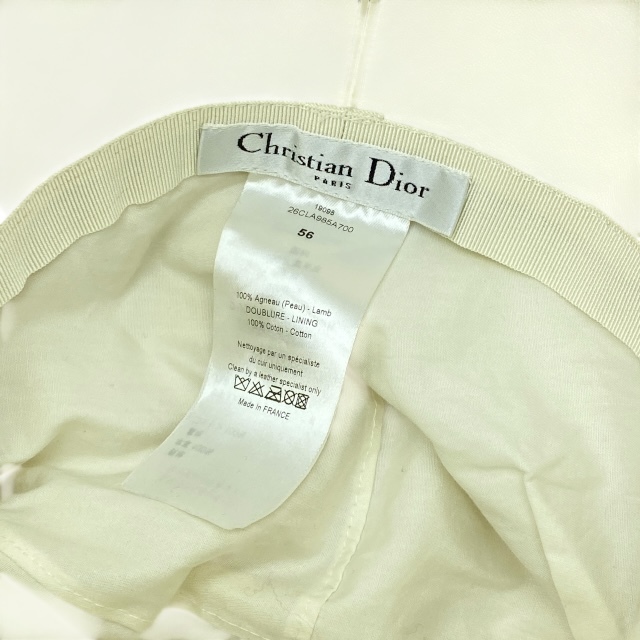 Christian Dior
PARIS
19098
26CLA985A700
56
100% Agneau (Peau) - Lamb
DOUBLURE - LINING
100% Coton - Cotton
Nettoyage par un spécialiste
du cuir uniquement
Clean by a leather specialist only
Made in FRANCE